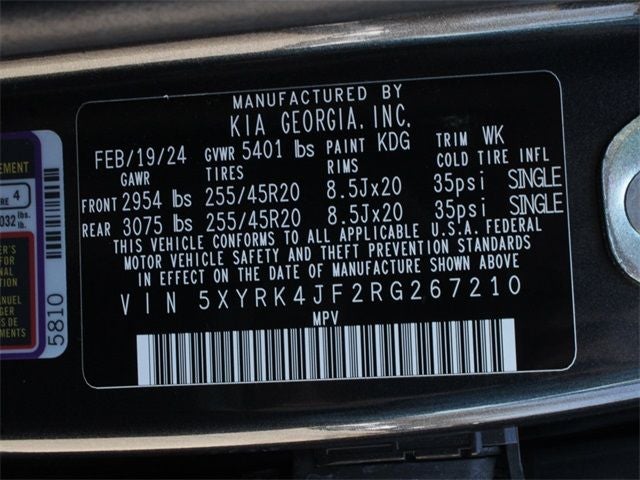 MANUFACTURED BY
KIA GEORGIA, INC.
FEB/19/24 GVWR 5401 lbs PAINT KDG TRIM WK
GAWR TIRES RIMS COLD TIRE INFL
FRONT 2954 lbs 255/45R20 8.5Jx20 35psi SINGLE
REAR 3075 lbs 255/45R20 8.5Jx20 35psi SINGLE
THIS VEHICLE CONFORMS TO ALL APPLICABLE U.S.A. FEDERAL
MOTOR VEHICLE SAFETY AND THEFT PREVENTION STANDARDS
IN EFFECT ON THE DATE OF MANUFACTURE SHOWN ABOVE
VIN 5XYRK4JF2RG267210
MPV
4
lbs.
5810